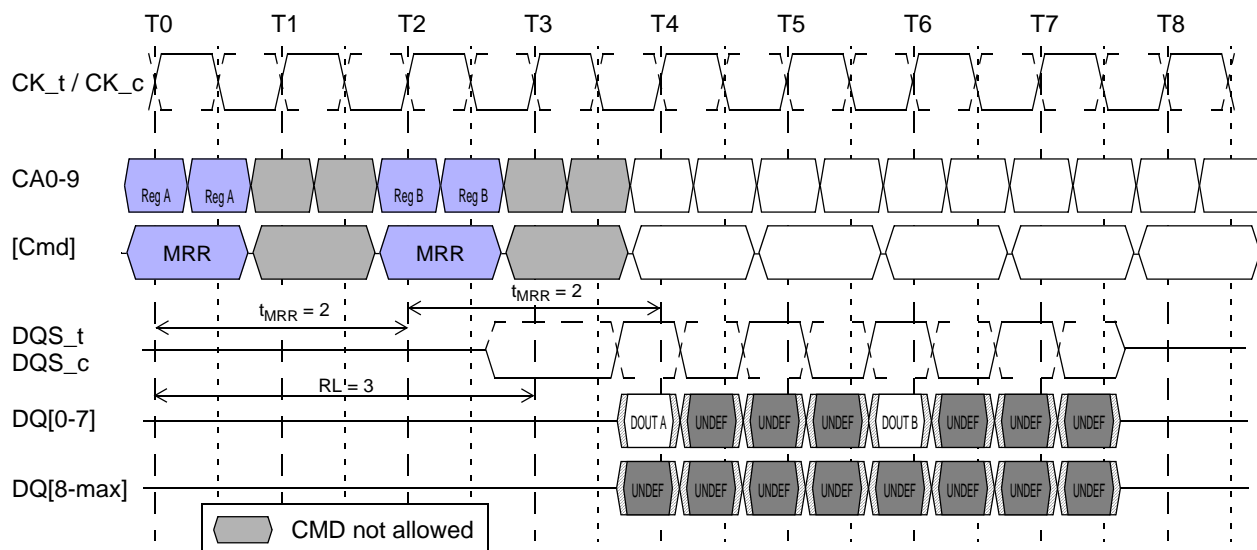 T0 T1 T2 T3 T4 T5 T6 T7 T8
CK_t / CK_c
CA0-9 Reg A Reg A Reg B Reg B
[Cmd] MRR MRR
tMRR = 2
tMRR = 2
DQS_t
DQS_c
RL = 3
DQ[0-7] DOUT A UNDEF UNDEF UNDEF DOUT B UNDEF UNDEF UNDEF
DQ[8-max] UNDEF UNDEF UNDEF UNDEF UNDEF UNDEF UNDEF UNDEF
CMD not allowed